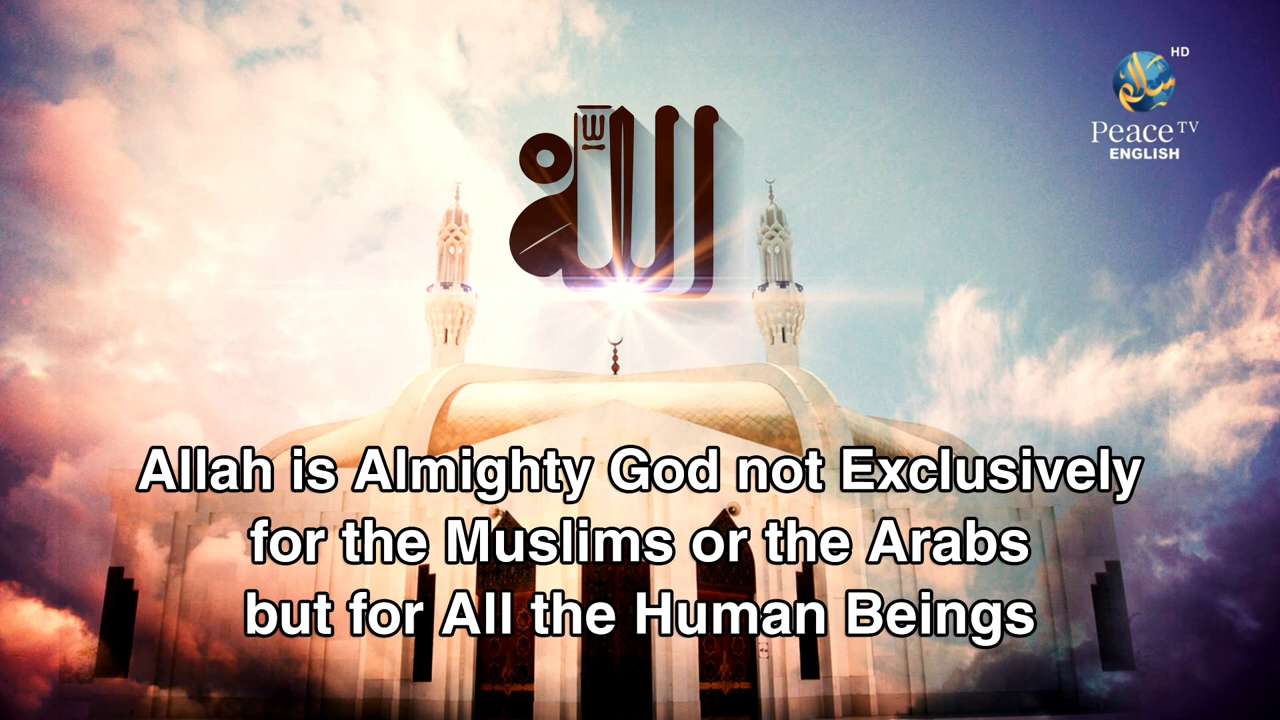 HD
الله
سلام
Peace TV
ENGLISH
Allah is Almighty God not Exclusively
for the Muslims or the Arabs
but for All the Human Beings